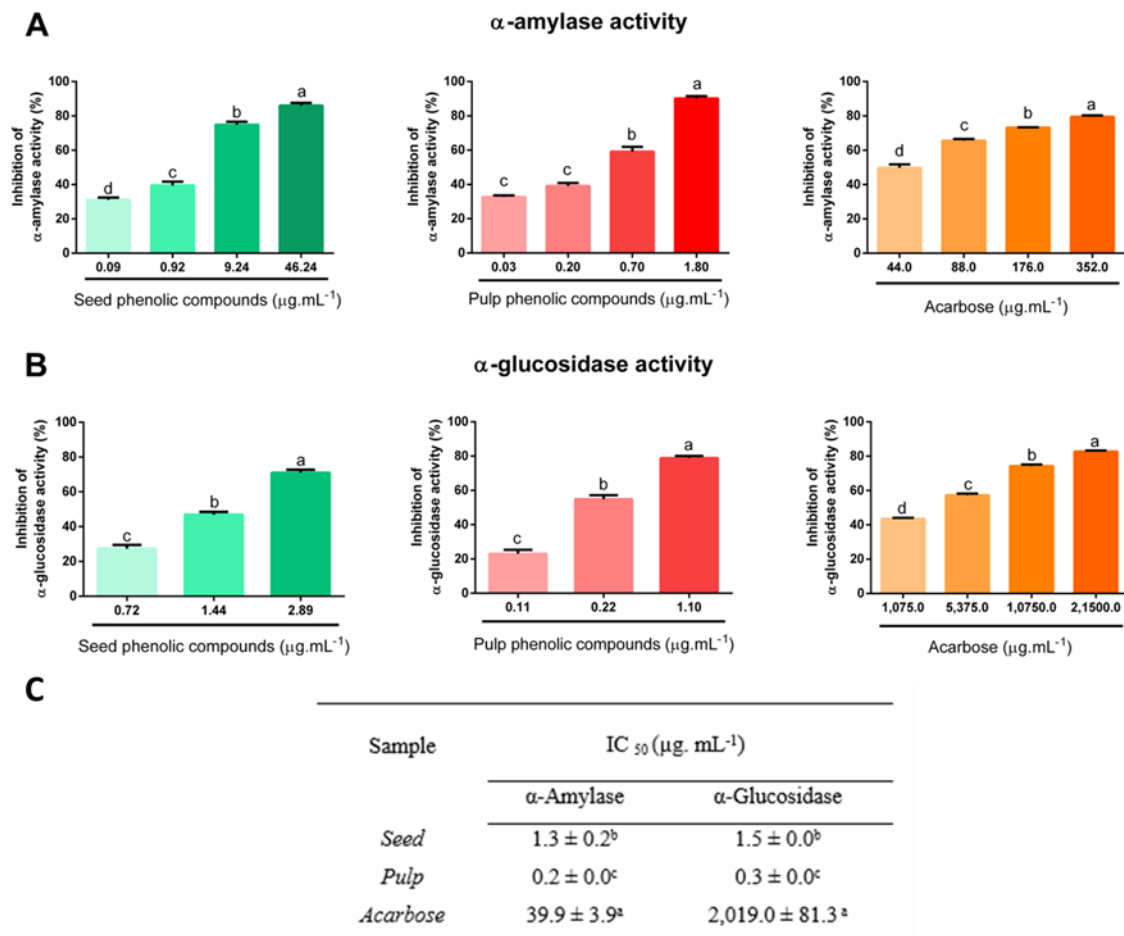 A
α-amylase activity
Inhibition of
α-amylase activity (%)
100
80
60
40
20
0
d
c
b
a
0.09 0.92 9.24 46.24
Seed phenolic compounds (μg.mL⁻¹)
Inhibition of
α-amylase activity (%)
100
80
60
40
20
0
c
c
b
a
0.03 0.20 0.70 1.80
Pulp phenolic compounds (μg.mL⁻¹)
Inhibition of
α-amylase activity (%)
100
80
60
40
20
0
d
c
b
a
44.0 88.0 176.0 352.0
Acarbose (μg.mL⁻¹)
B
α-glucosidase activity
Inhibition of
α-glucosidase activity (%)
100
80
60
40
20
0
c
b
a
0.72 1.44 2.89
Seed phenolic compounds (μg.mL⁻¹)
Inhibition of
α-glucosidase activity (%)
100
80
60
40
20
0
c
b
a
0.11 0.22 1.10
Pulp phenolic compounds (μg.mL⁻¹)
Inhibition of
α-glucosidase activity (%)
100
80
60
40
20
0
d
c
b
a
1,075.0 5,375.0 1,0750.0 2,1500.0
Acarbose (μg.mL⁻¹)
C
Sample IC ₅₀ (μg. mL⁻¹)
α-Amylase α-Glucosidase
Seed 1.3 ± 0.2ᵇ 1.5 ± 0.0ᵇ
Pulp 0.2 ± 0.0ᶜ 0.3 ± 0.0ᶜ
Acarbose 39.9 ± 3.9ᵃ 2,019.0 ± 81.3 ᵃ